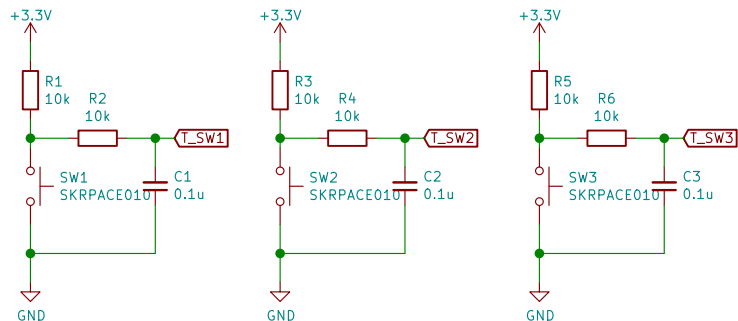 +3.3V
R1
10k
R2
10k
T_SW1
SW1
SKRPACE010
C1
0.1u
GND
+3.3V
R3
10k
R4
10k
T_SW2
SW2
SKRPACE010
C2
0.1u
GND
+3.3V
R5
10k
R6
10k
T_SW3
SW3
SKRPACE010
C3
0.1u
GND